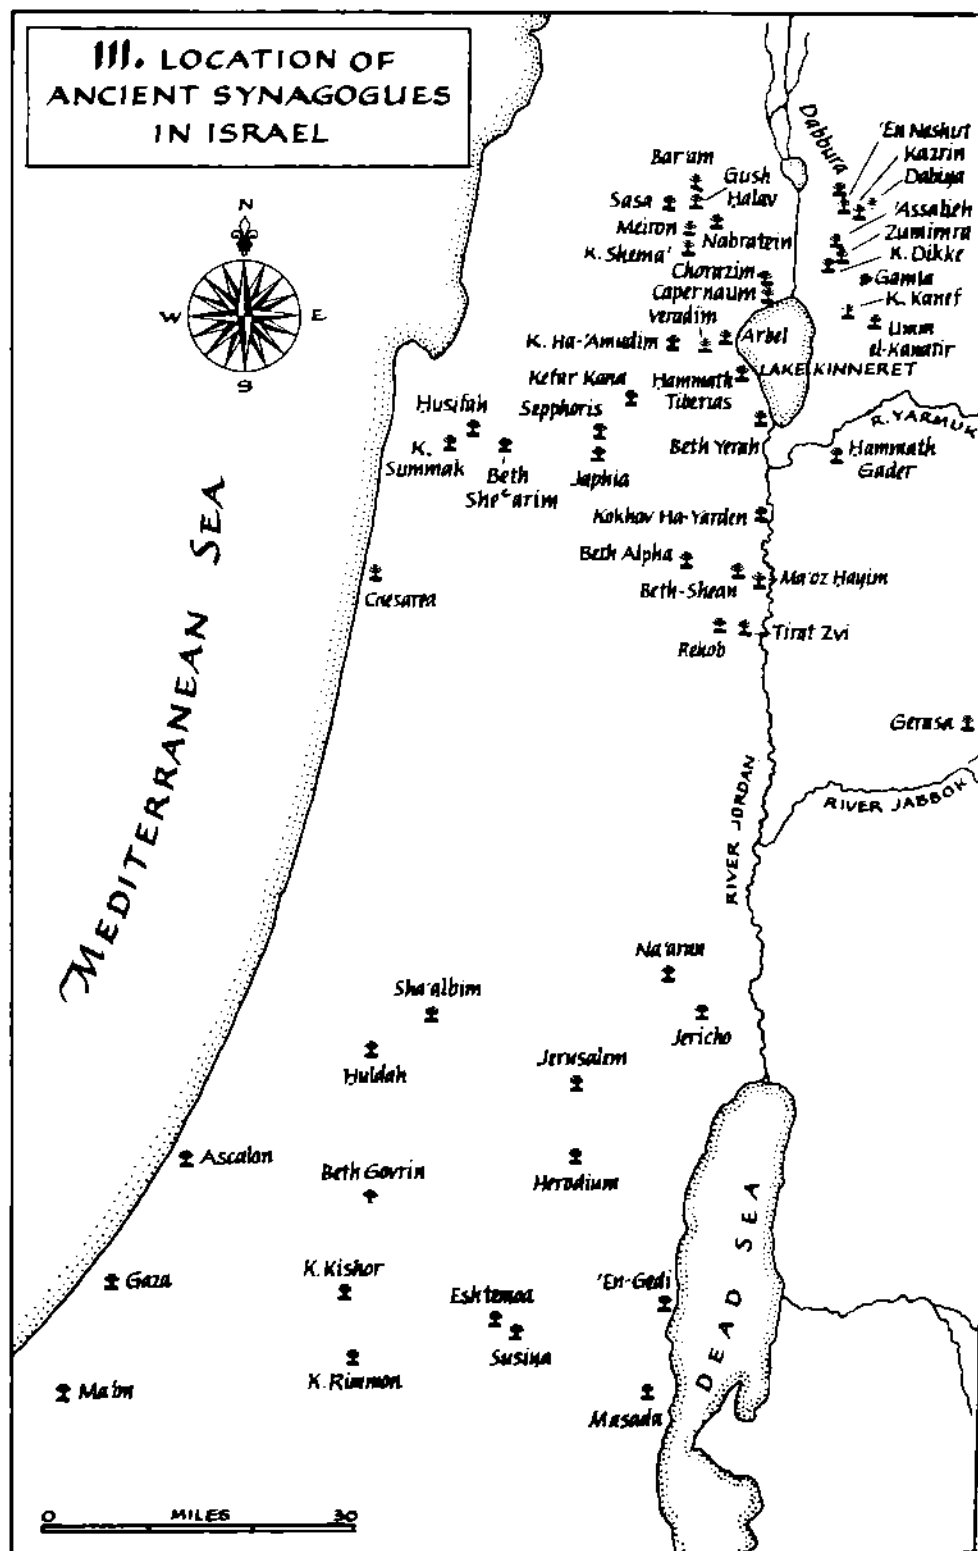 III. LOCATION OF
ANCIENT SYNAGOGUES
IN ISRAEL
N
W
E
S
Dabbura
'En Nashut
Kazrin
Dabiya
'Assaliyeh
Zumimra
K. Dikke
Gamla
K. Kanef
Umm
el-Kanatir
Bar'am
Gush
Halav
Sasa
Meiron
Nabratein
K. Shema'
Chorazim
Capernaum
Veradim
Arbel
K. Ha-'Amudim
LAKE KINNERET
Kefar Kana
Hammath
Tiberias
Husifah
Sepphoris
R. YARMUK
K.
Summak
Beth
She'arim
Japhia
Beth Yerah
Hammath
Gader
Kokhav Ha-Yarden
Beth Alpha
Beth-Shean
Ma'oz Hayim
Caesarea
Rehob
Tirat Zvi
MEDITERRANEAN SEA
Gerasa
RIVER JORDAN
RIVER JABBOK
Na'aran
Sha'albim
Jericho
Huldah
Jerusalem
Ascalon
Beth Govrin
Herodium
DEAD SEA
Gaza
K. Kishor
Eshtemoa
'En-Gedi
Susiya
K. Rimmon
Ma'on
Masada
0
MILES
30